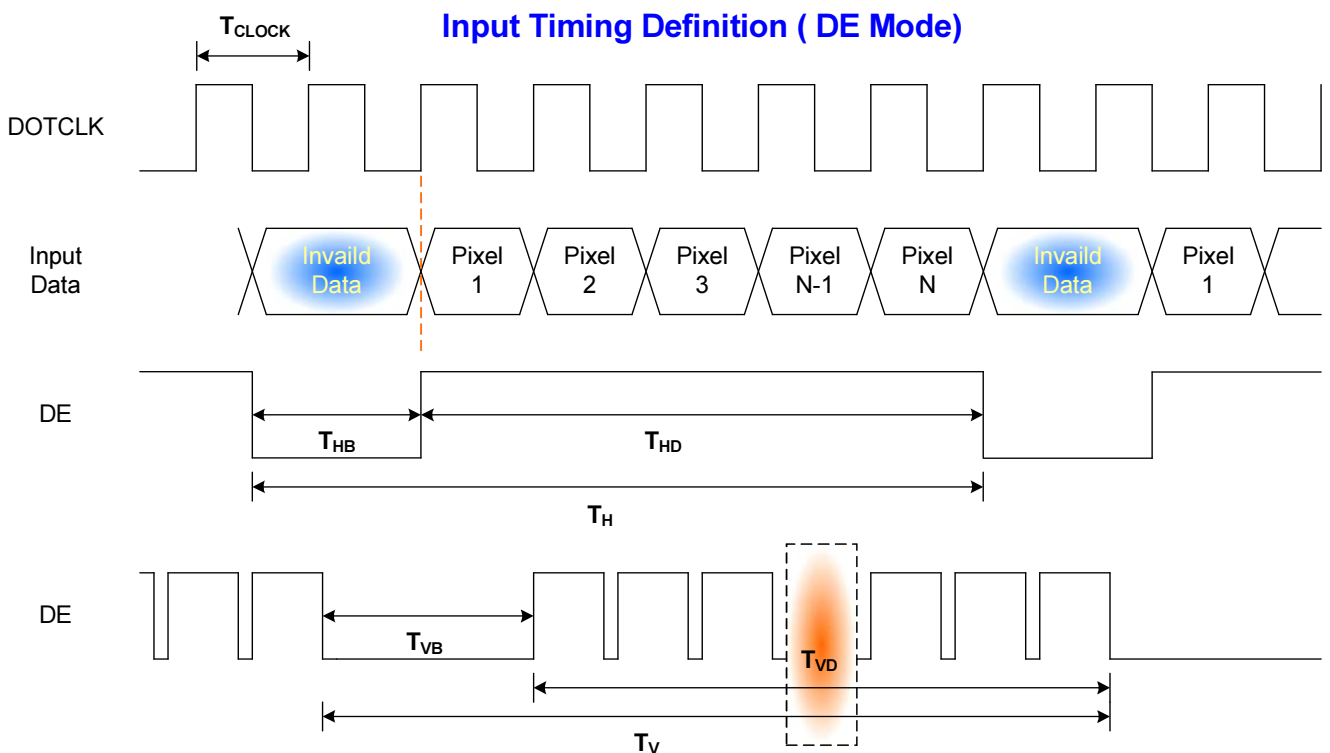 Input Timing Definition ( DE Mode)
TCLOCK
DOTCLK
Input
Data
Invaild
Data
Pixel
1
Pixel
2
Pixel
3
Pixel
N-1
Pixel
N
Invaild
Data
Pixel
1
DE
THB
THD
TH
DE
TVB
TVD
TV